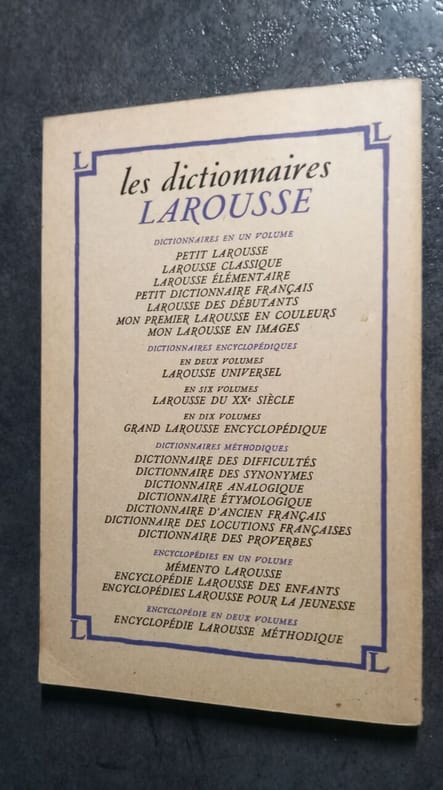 L L
les dictionnaires
LAROUSSE
DICTIONNAIRES EN UN VOLUME
PETIT LAROUSSE
LAROUSSE CLASSIQUE
LAROUSSE ÉLÉMENTAIRE
PETIT DICTIONNAIRE FRANÇAIS
LAROUSSE DES DÉBUTANTS
MON PREMIER LAROUSSE EN COULEURS
MON LAROUSSE EN IMAGES
DICTIONNAIRES ENCYCLOPÉDIQUES
EN DEUX VOLUMES
LAROUSSE UNIVERSEL
EN SIX VOLUMES
LAROUSSE DU XXe SIÈCLE
EN DIX VOLUMES
GRAND LAROUSSE ENCYCLOPÉDIQUE
DICTIONNAIRES MÉTHODIQUES
DICTIONNAIRE DES DIFFICULTÉS
DICTIONNAIRE DES SYNONYMES
DICTIONNAIRE ANALOGIQUE
DICTIONNAIRE ÉTYMOLOGIQUE
DICTIONNAIRE D'ANCIEN FRANÇAIS
DICTIONNAIRE DES LOCUTIONS FRANÇAISES
DICTIONNAIRE DES PROVERBES
ENCYCLOPÉDIES EN UN VOLUME
MÉMENTO LAROUSSE
ENCYCLOPÉDIE LAROUSSE DES ENFANTS
ENCYCLOPÉDIES LAROUSSE POUR LA JEUNESSE
ENCYCLOPÉDIE EN DEUX VOLUMES
ENCYCLOPÉDIE LAROUSSE MÉTHODIQUE
L L